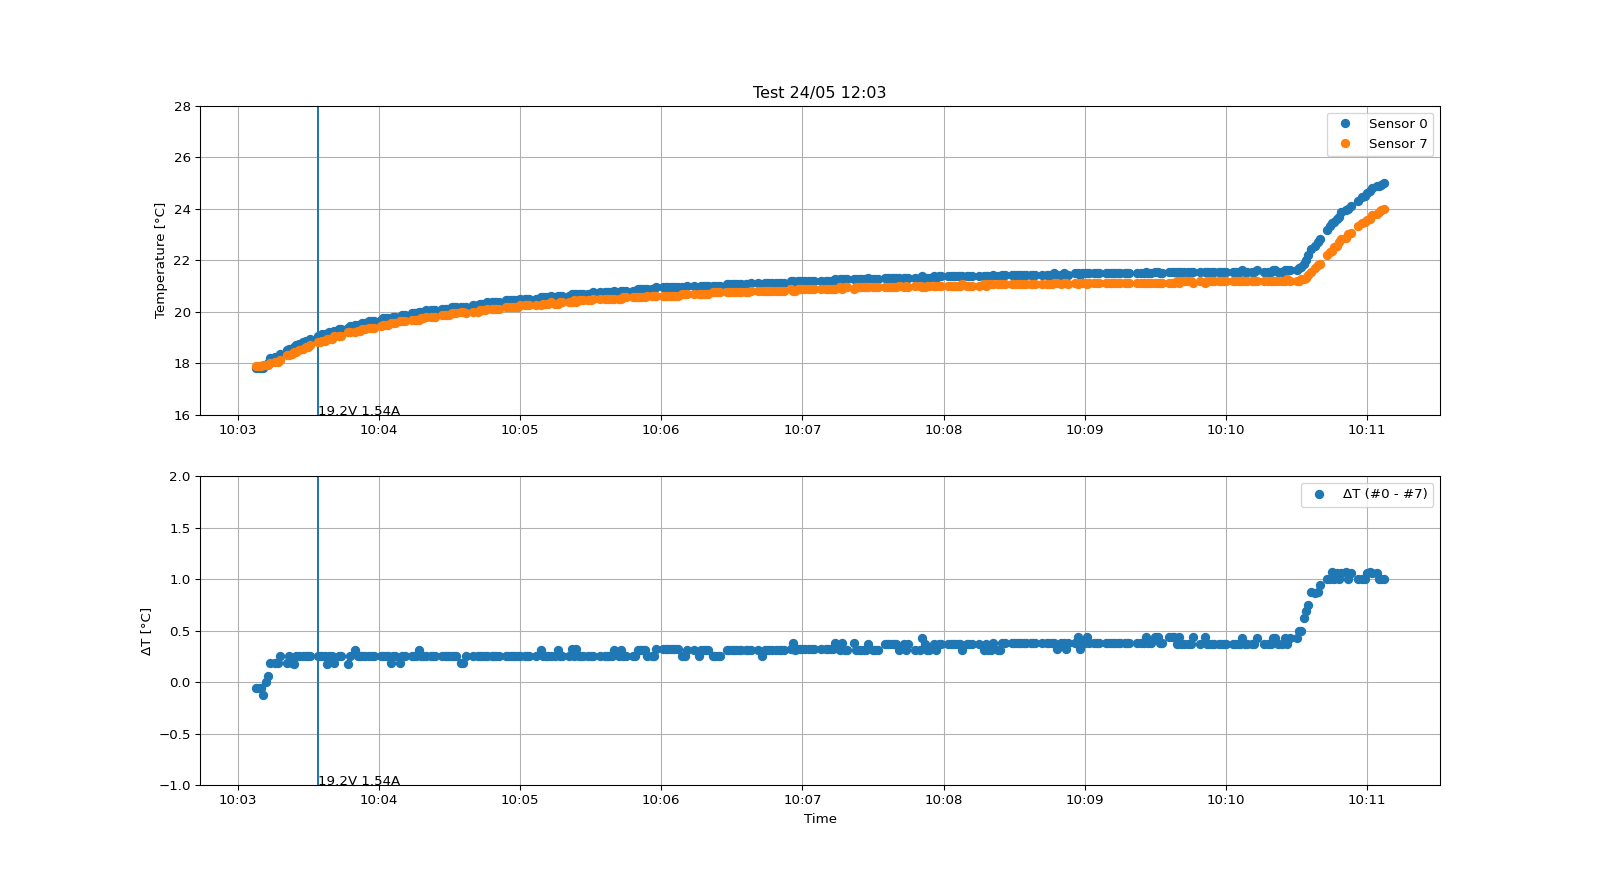 Test 24/05 12:03
28
26
24
22
20
18
16
Temperature [°C]
Sensor 0
Sensor 7
19.2V 1.54A
10:03 10:04 10:05 10:06 10:07 10:08 10:09 10:10 10:11
2.0
1.5
1.0
0.5
0.0
−0.5
−1.0
ΔT [°C]
ΔT (#0 - #7)
19.2V 1.54A
10:03 10:04 10:05 10:06 10:07 10:08 10:09 10:10 10:11
Time